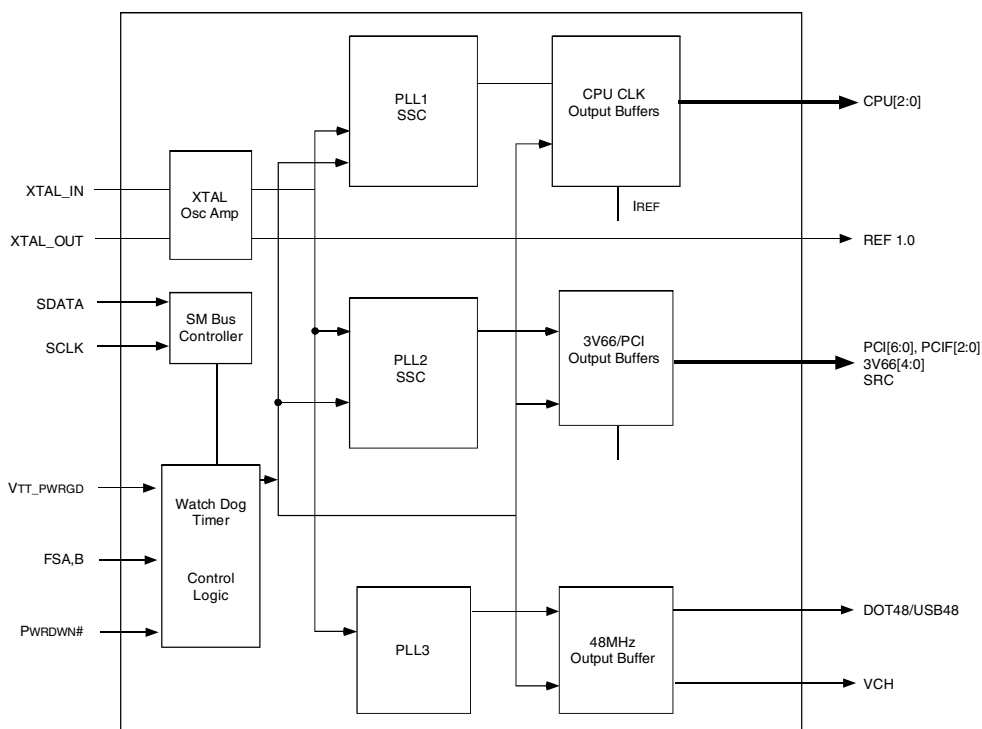 PLL1
SSC
CPU CLK
Output Buffers
CPU[2:0]
XTAL_IN
XTAL
Osc Amp
IREF
XTAL_OUT
REF 1.0
SDATA
SM Bus
Controller
SCLK
PLL2
SSC
3V66/PCI
Output Buffers
PCI[6:0], PCIF[2:0]
3V66[4:0]
SRC
VTT_PWRGD
Watch Dog
Timer
FSA,B
Control
Logic
PWRDWN#
PLL3
48MHz
Output Buffer
DOT48/USB48
VCH